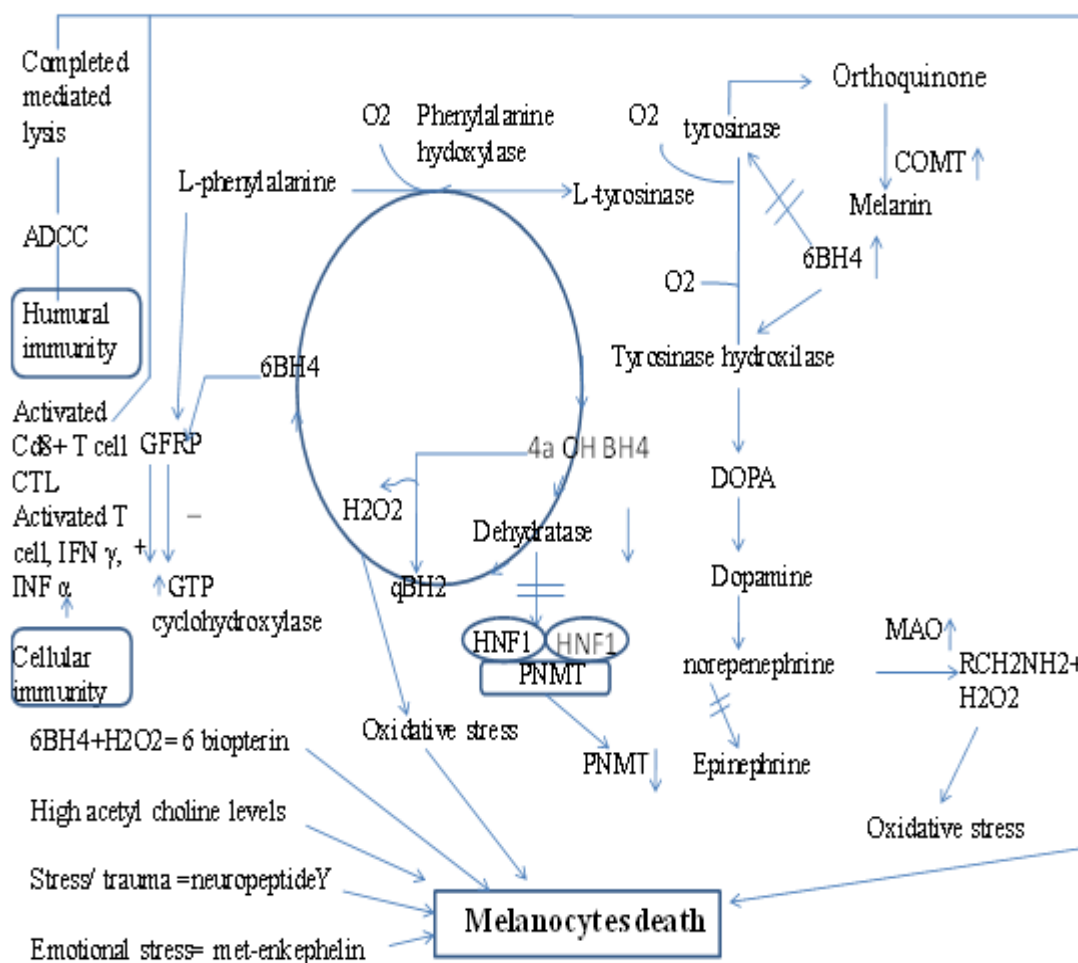 Completed
mediated
lysis
ADCC
Humural
immunity
Activated
Cd8+ T cell
CTL
Activated T
cell, IFN γ,
INF α
Cellular
immunity
O2
Phenylalanine
hydoxylase
L-phenylalanine
L-tyrosinase
6BH4
GFRP
+
–
GTP
cyclohydroxylase
4a OH BH4
H2O2
Dehydratase
qBH2
HNF1
HNF1
PNMT
PNMT
Oxidative stress
O2
tyrosinase
Orthoquinone
COMT
Melanin
6BH4
O2
Tyrosinase hydroxilase
DOPA
Dopamine
norepenephrine
MAO
RCH2NH2+
H2O2
Epinephrine
Oxidative stress
6BH4+H2O2= 6 biopterin
High acetyl choline levels
Stress/ trauma =neuropeptideY
Emotional stress= met-enkephelin
Melanocytes death